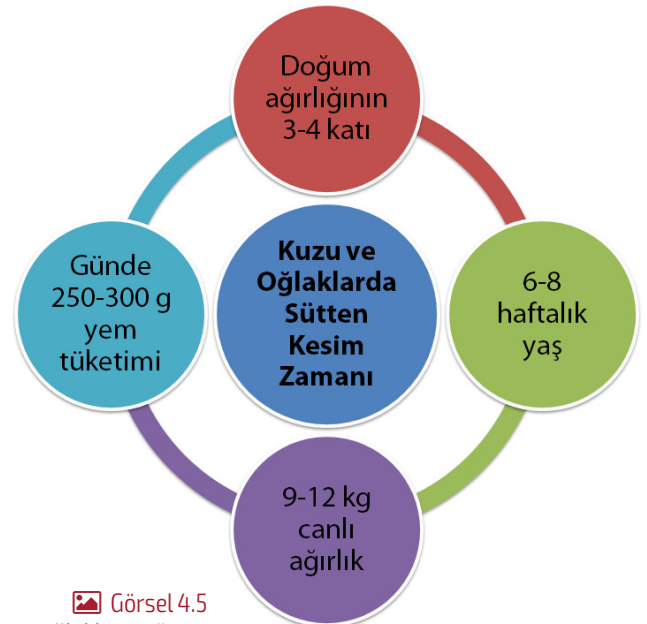 Doğum
ağırlığının
3-4 katı
Günde
250-300 g
yem
tüketimi
Kuzu ve
Oğlaklarda
Sütten
Kesim
Zamanı
6-8
haftalık
yaş
9-12 kg
canlı
ağırlık
Görsel 4.5